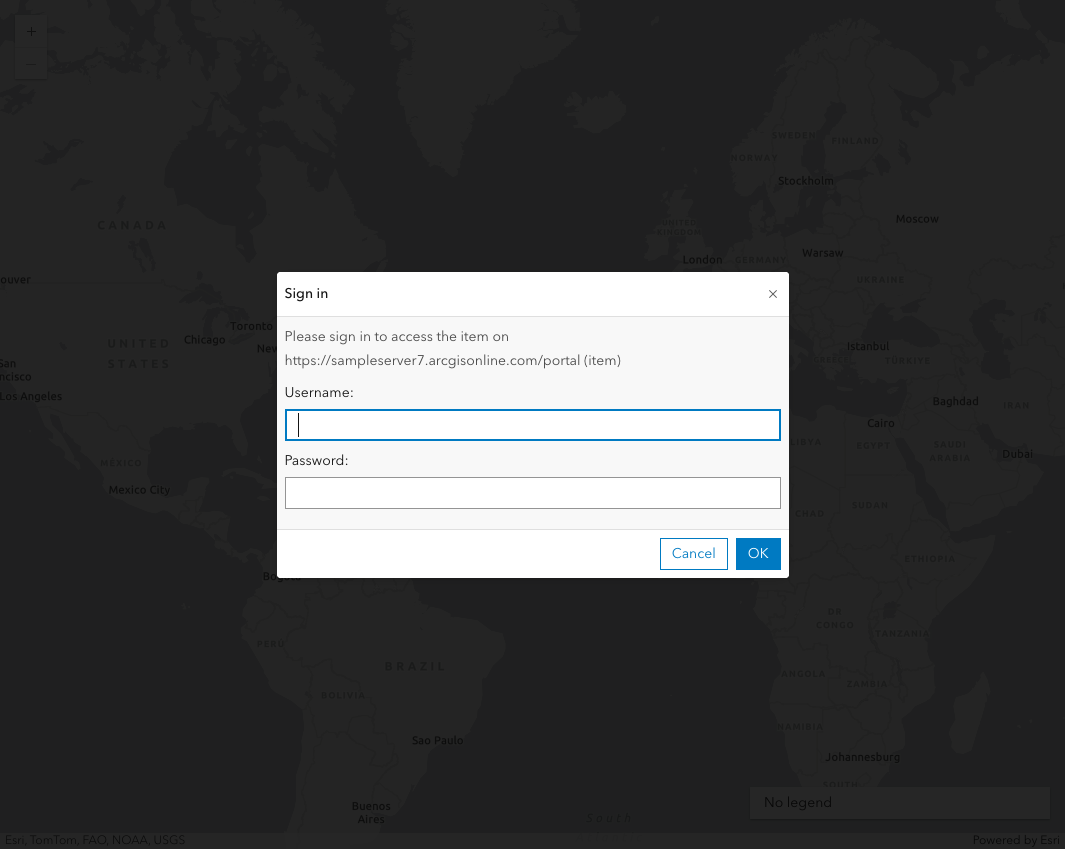 +
−
SWEDEN
FINLAND
NORWAY
Stockholm
Moscow
CANADA
UNITED
KINGDOM
London
GERMANY
Warsaw
ouver
UKRAINE
Sign in
×
Toronto
Chicago
New
UNITED
STATES
San
ncisco
Los Angeles
Please sign in to access the item on
https://sampleserver7.arcgisonline.com/portal (item)
Istanbul
TÜRKIYE
Username:
Baghdad
IRAN
Cairo
LIBYA
EGYPT
SAUDI
ARABIA
Dubai
Password:
MÉXICO
Mexico City
CHAD
SUDAN
Cancel
OK
ETHIOPIA
Bogotá
DR
CONGO
TANZANIA
PERÚ
BRAZIL
ANGOLA
ZAMBIA
BOLIVIA
NAMIBIA
Sao Paulo
Johannesburg
SOUTH
No legend
Buenos
Aires
South
Esri, TomTom, FAO, NOAA, USGS
Powered by Esri